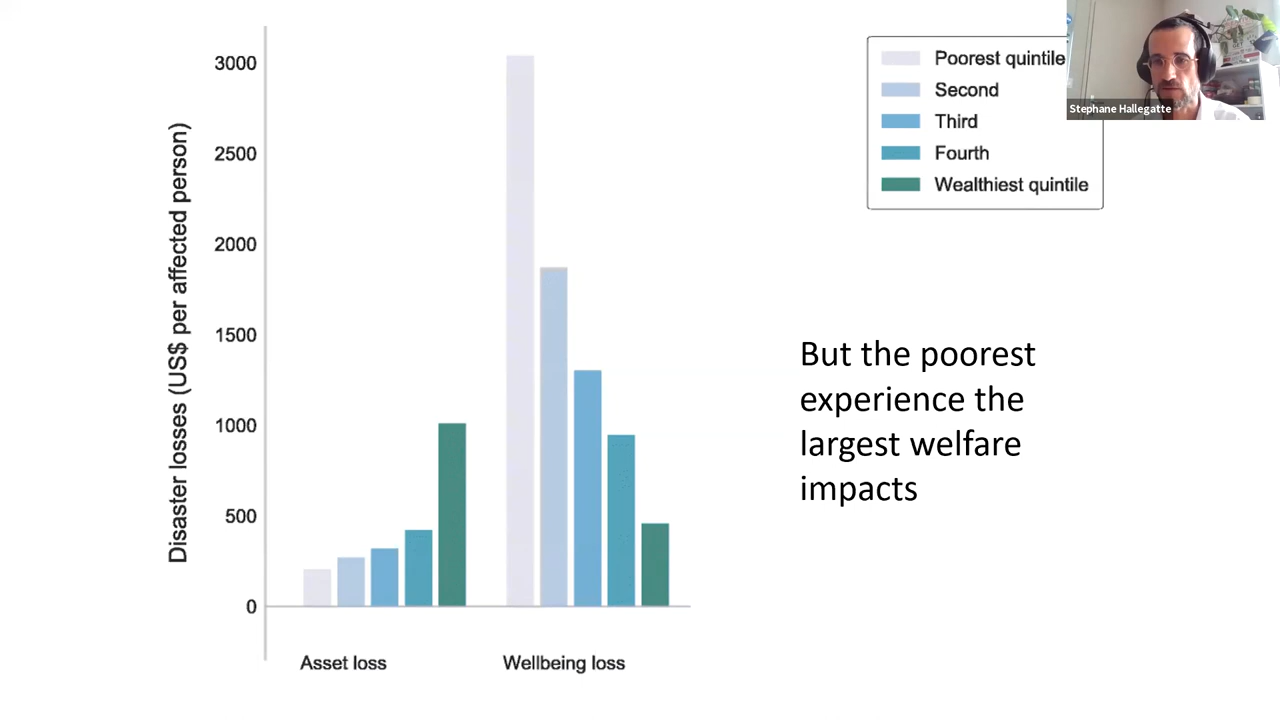 Disaster losses (US$ per affected person)
3000
2500
2000
1500
1000
500
0
Asset loss
Wellbeing loss
Poorest quintile
Second
Third
Fourth
Wealthiest quintile
Stephane Hallegatte
But the poorest
experience the
largest welfare
impacts